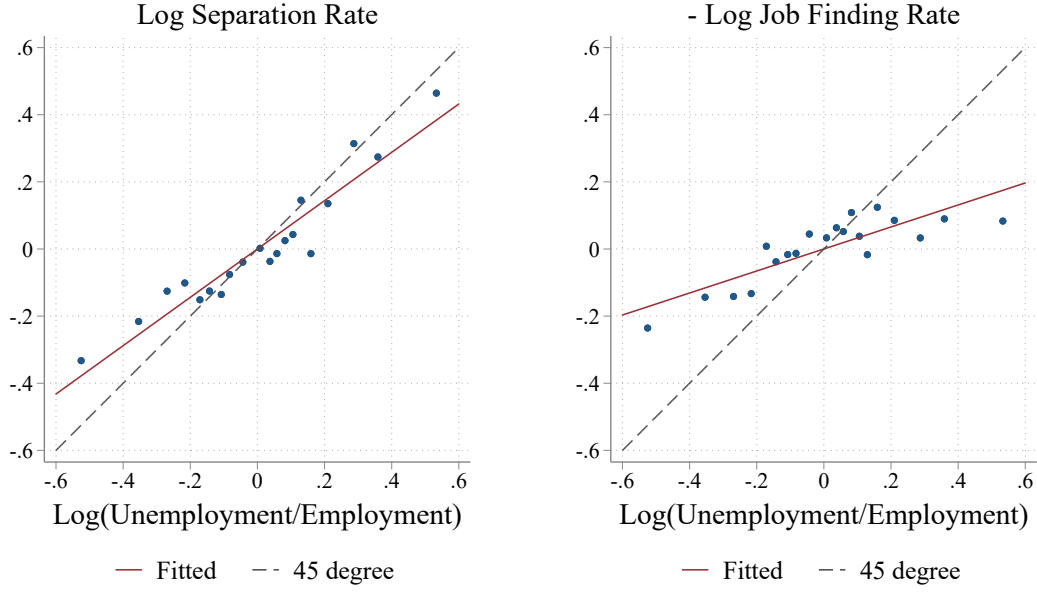 Log Separation Rate
.6
.4
.2
0
-.2
-.4
-.6
-.6 -.4 -.2 0 .2 .4 .6
Log(Unemployment/Employment)
Fitted 45 degree
- Log Job Finding Rate
.6
.4
.2
0
-.2
-.4
-.6
-.6 -.4 -.2 0 .2 .4 .6
Log(Unemployment/Employment)
Fitted 45 degree